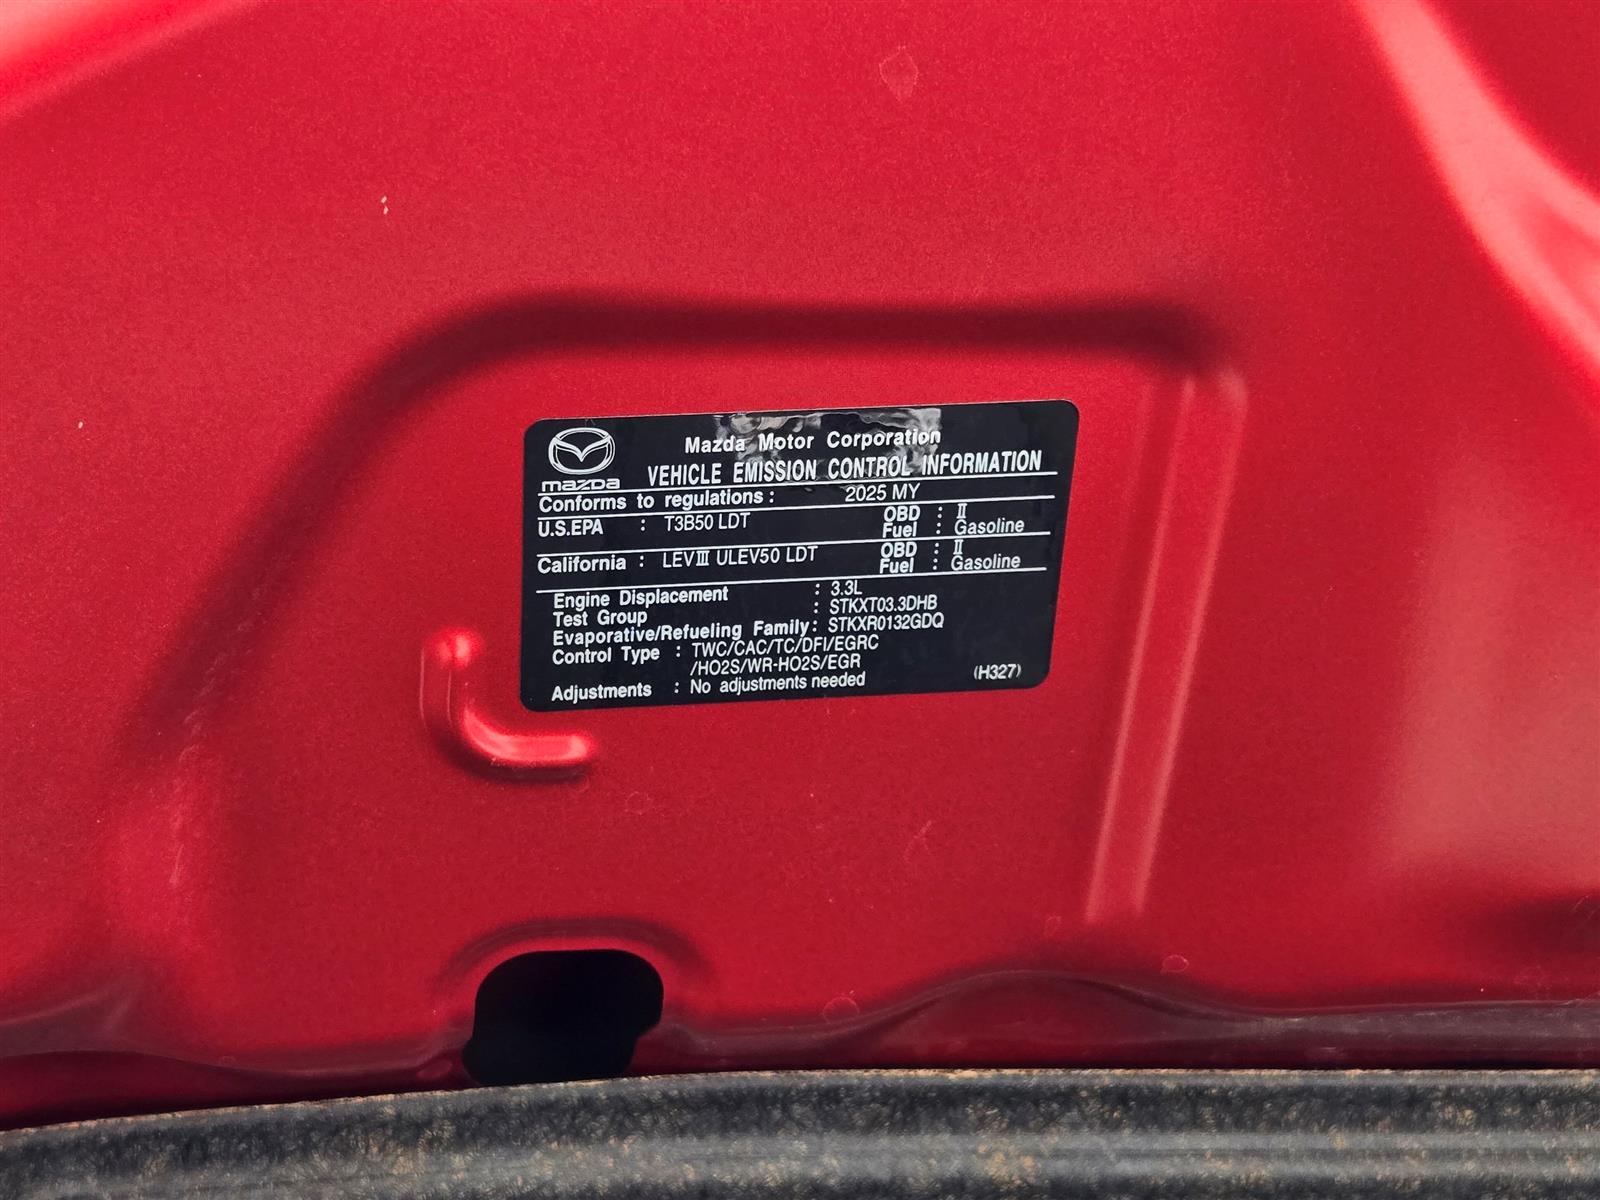 Mazda Motor Corporation
mazda VEHICLE EMISSION CONTROL INFORMATION
Conforms to regulations : 2025 MY
U.S.EPA : T3B50 LDT OBD : II
Fuel : Gasoline
California : LEVIII ULEV50 LDT OBD : II
Fuel : Gasoline
Engine Displacement : 3.3L
Test Group : STKXT03.3DHB
Evaporative/Refueling Family : STKXR0132GDQ
Control Type : TWC/CAC/TC/DFI/EGRC
/HO2S/WR-HO2S/EGR
Adjustments : No adjustments needed (H327)